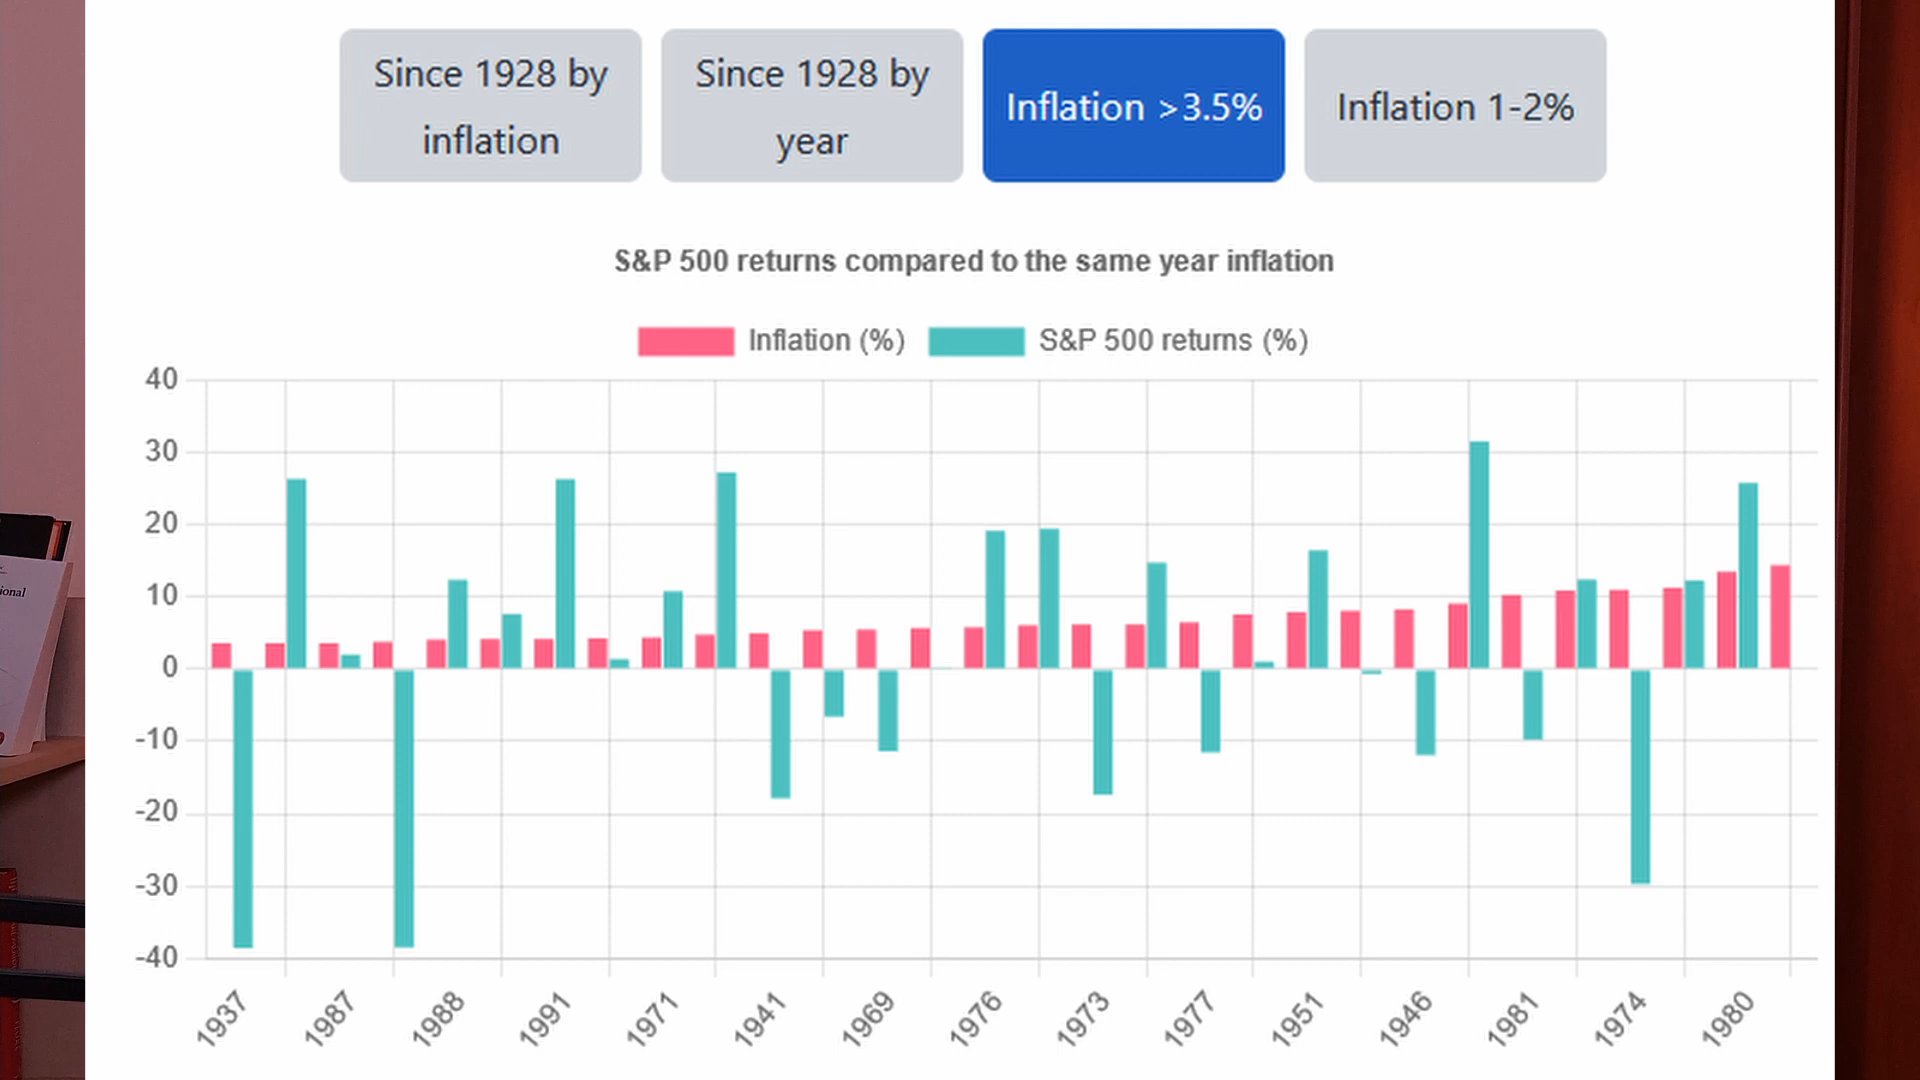 Since 1928 by
inflation
Since 1928 by
year
Inflation >3.5%
Inflation 1-2%
S&P 500 returns compared to the same year inflation
Inflation (%)
S&P 500 returns (%)
40
30
20
10
0
-10
-20
-30
-40
1937
1987
1988
1991
1971
1941
1969
1976
1973
1977
1951
1946
1981
1974
1980